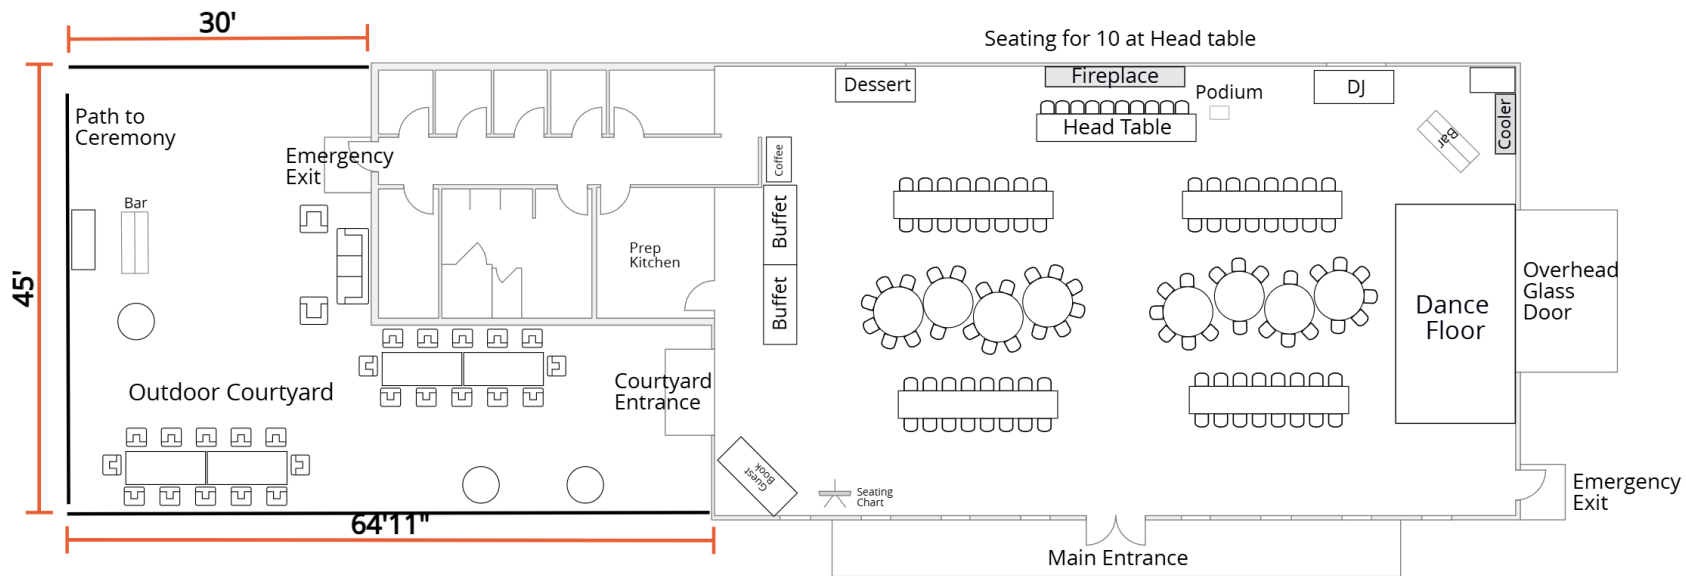 30'
Seating for 10 at Head table
Dessert
Fireplace
Podium
DJ
Path to
Ceremony
Head Table
Cooler
Bar
Emergency
Exit
Coffee
Bar
Buffet
Prep
Kitchen
45'
Buffet
Dance
Floor
Overhead
Glass
Door
Outdoor Courtyard
Courtyard
Entrance
Guest
Book
Seating
Chart
Emergency
Exit
64'11"
Main Entrance